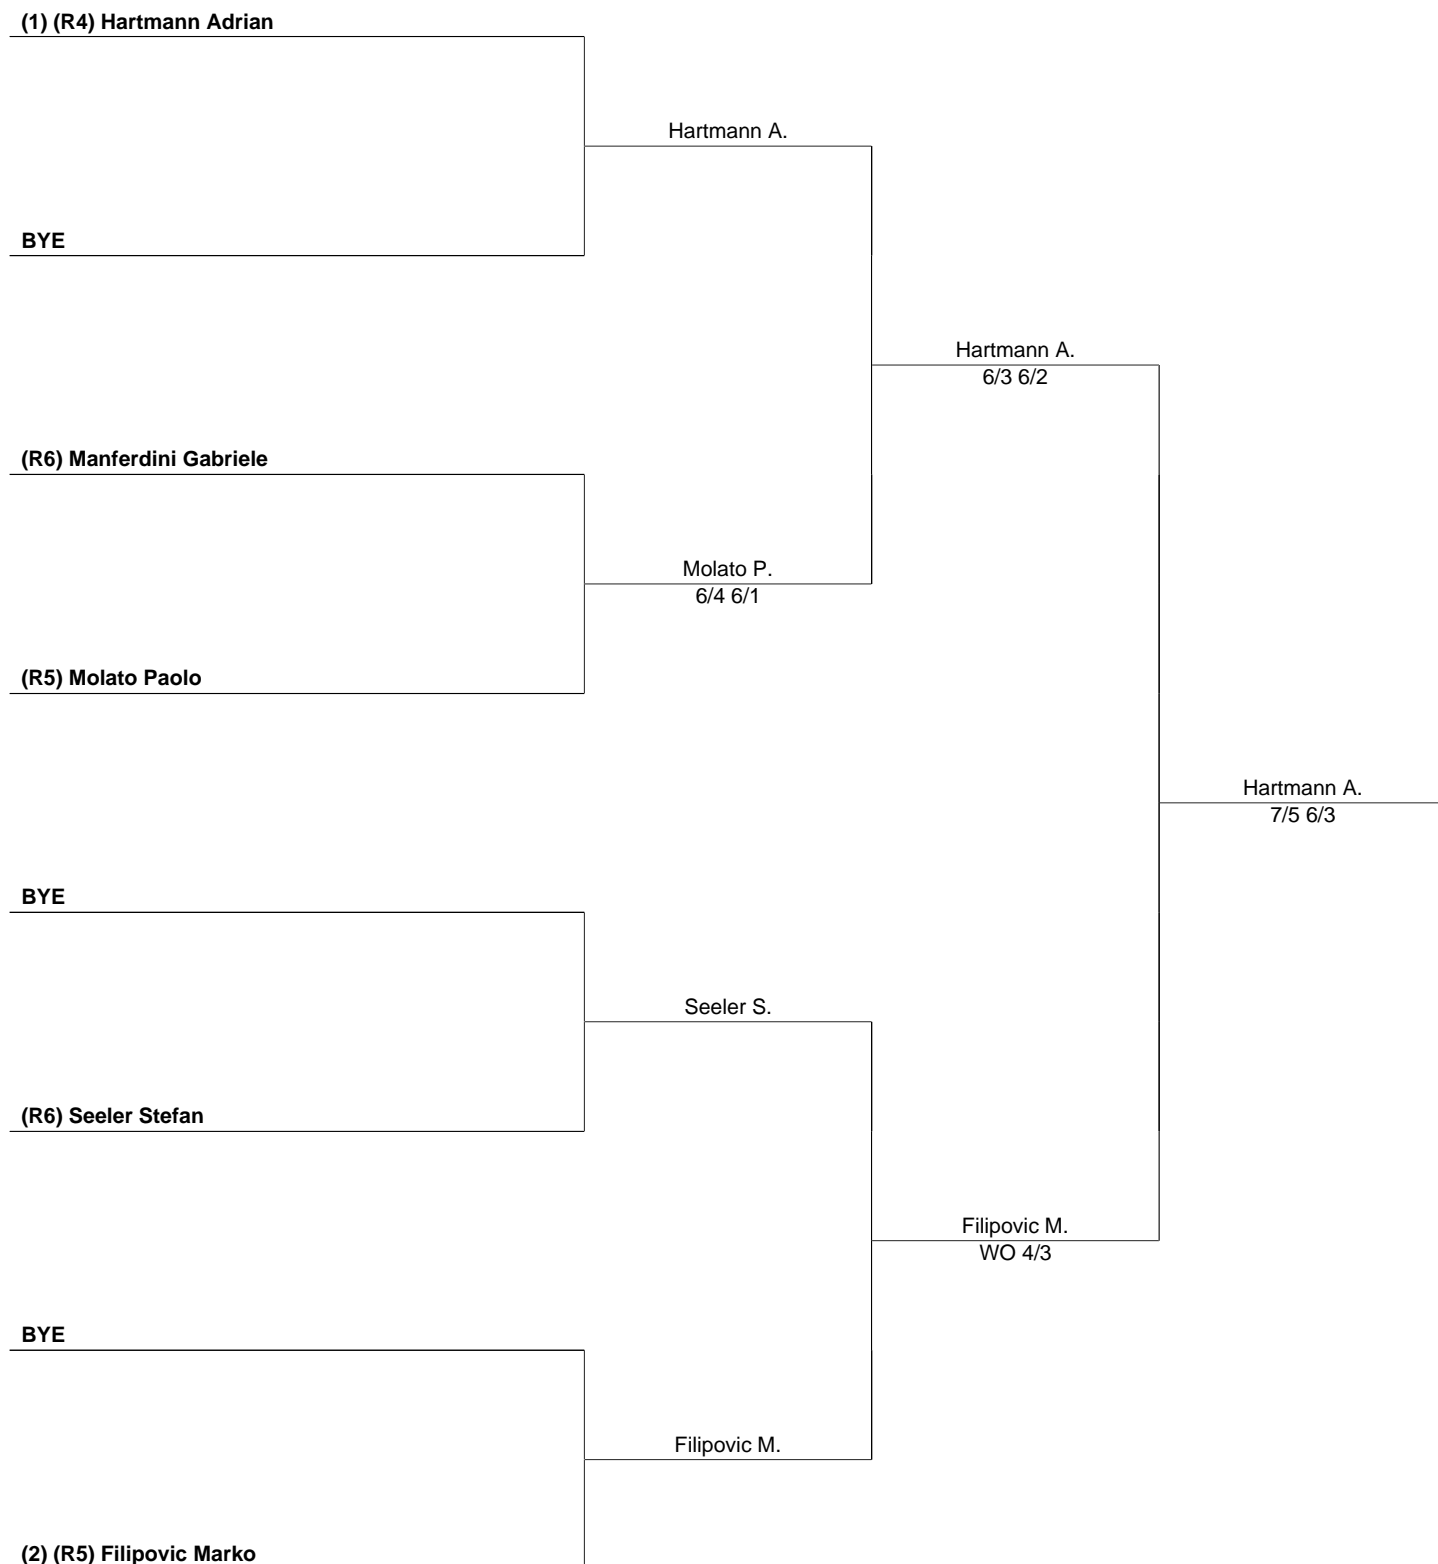 (1) (R4) Hartmann Adrian
Hartmann A.
BYE
Hartmann A.
6/3 6/2
(R6) Manferdini Gabriele
Molato P.
6/4 6/1
(R5) Molato Paolo
Hartmann A.
7/5 6/3
BYE
Seeler S.
(R6) Seeler Stefan
Filipovic M.
WO 4/3
BYE
Filipovic M.
(2) (R5) Filipovic Marko